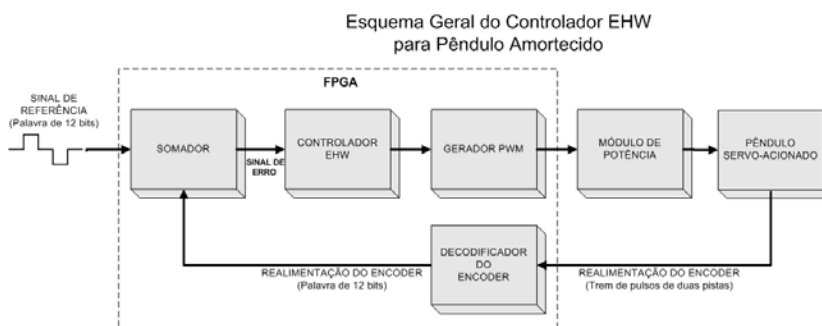 Esquema Geral do Controlador EHW
para Pêndulo Amortecido
FPGA
SINAL DE
REFERÊNCIA
(Palavra de 12 bits)
SOMADOR
SINAL DE
ERRO
CONTROLADOR
EHW
GERADOR PWM
MÓDULO DE
POTÊNCIA
PÊNDULO
SERVO-ACIONADO
DECODIFICADOR
DO
ENCODER
REALIMENTAÇÃO DO ENCODER
(Palavra de 12 bits)
REALIMENTAÇÃO DO ENCODER
(Trem de pulsos de duas pistas)